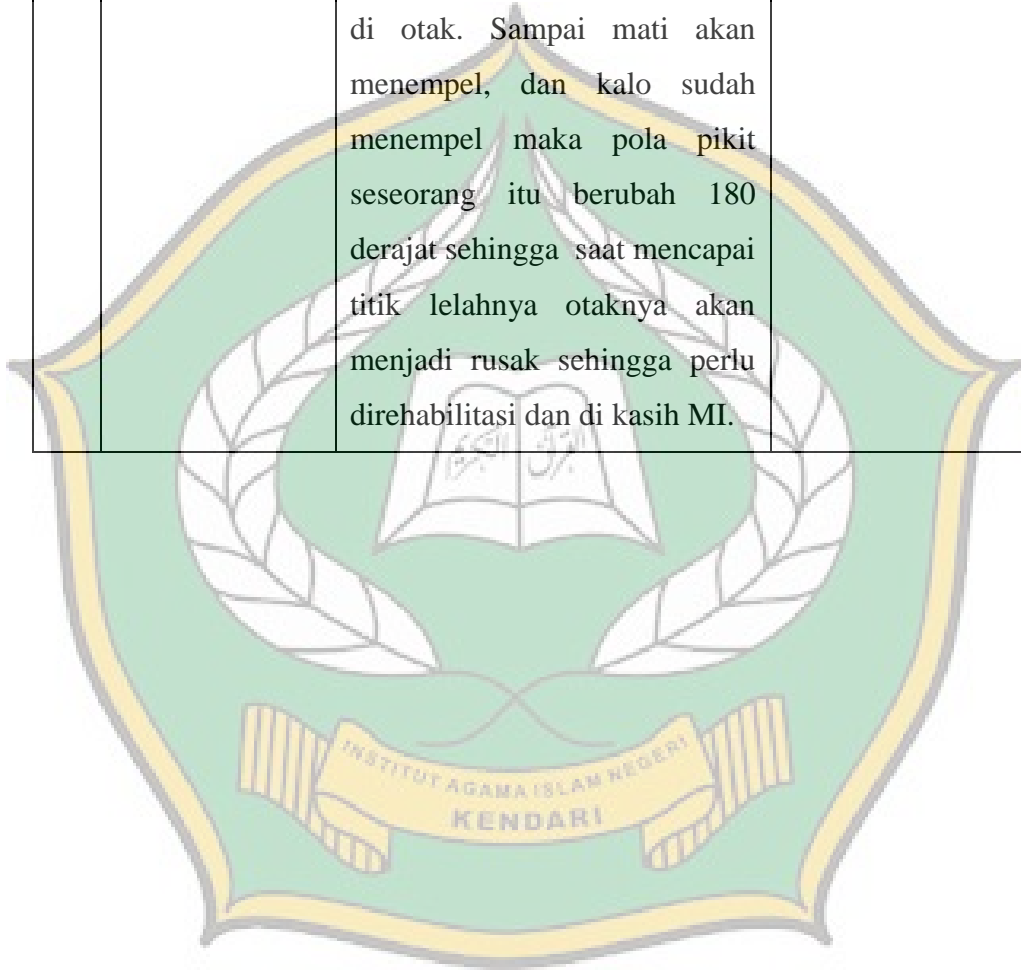 di otak. Sampai mati akan
menempel, dan kalo sudah
menempel maka pola pikit
seseorang itu berubah 180
derajat sehingga saat mencapai
titik lelahnya otaknya akan
menjadi rusak sehingga perlu
direhabilitasi dan di kasih MI.
القرآن الكريم
INSTITUT AGAMA ISLAM NEGERI
KENDARI